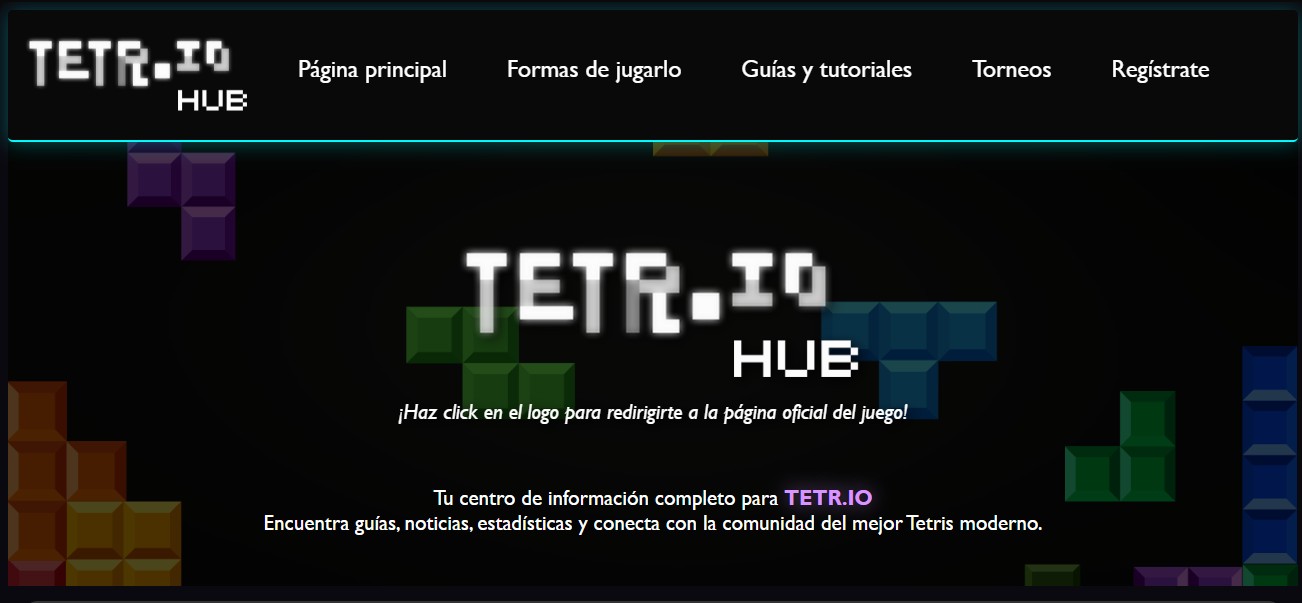 TETR.IO
HUB
Página principal
Formas de jugarlo
Guías y tutoriales
Torneos
Regístrate
TETR.IO
HUB
¡Haz click en el logo para redirigirte a la página oficial del juego!
Tu centro de información completo para TETR.IO
Encuentra guías, noticias, estadísticas y conecta con la comunidad del mejor Tetris moderno.